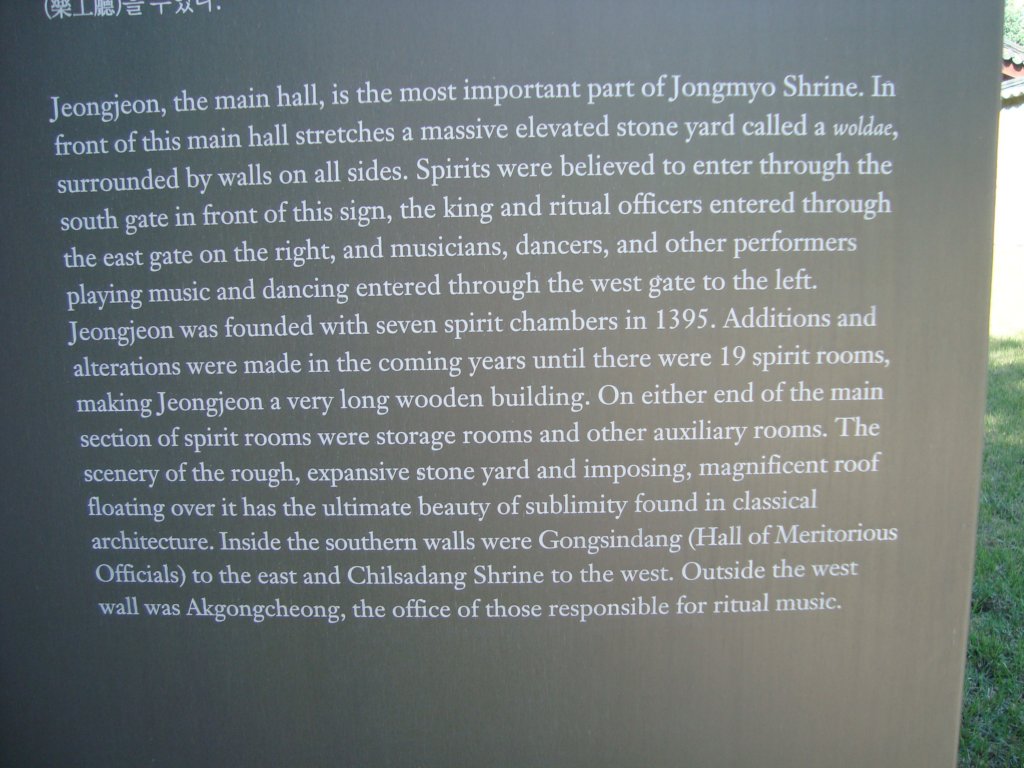 (樂工廳)을 두었다.
Jeongjeon, the main hall, is the most important part of Jongmyo Shrine. In
front of this main hall stretches a massive elevated stone yard called a woldae,
surrounded by walls on all sides. Spirits were believed to enter through the
south gate in front of this sign, the king and ritual officers entered through
the east gate on the right, and musicians, dancers, and other performers
playing music and dancing entered through the west gate to the left.
Jeongjeon was founded with seven spirit chambers in 1395. Additions and
alterations were made in the coming years until there were 19 spirit rooms,
making Jeongjeon a very long wooden building. On either end of the main
section of spirit rooms were storage rooms and other auxiliary rooms. The
scenery of the rough, expansive stone yard and imposing, magnificent roof
floating over it has the ultimate beauty of sublimity found in classical
architecture. Inside the southern walls were Gongsindang (Hall of Meritorious
Officials) to the east and Chilsadang Shrine to the west. Outside the west
wall was Akgongcheong, the office of those responsible for ritual music.